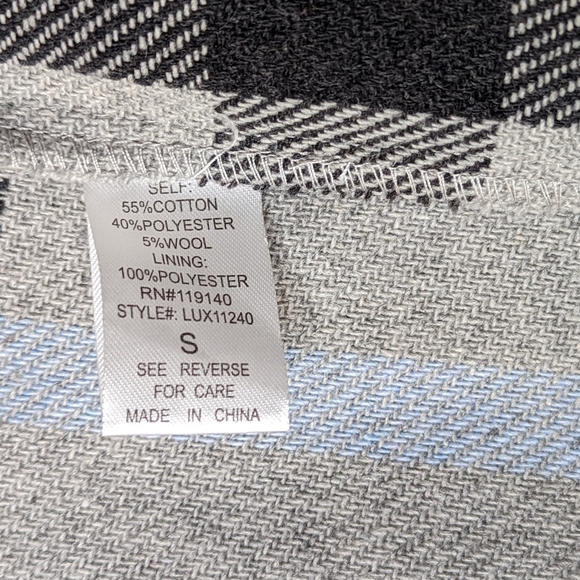 SELF:
55%COTTON
40%POLYESTER
5%WOOL
LINING:
100%POLYESTER
RN#119140
STYLE#: LUX11240
S
SEE REVERSE
FOR CARE
MADE IN CHINA